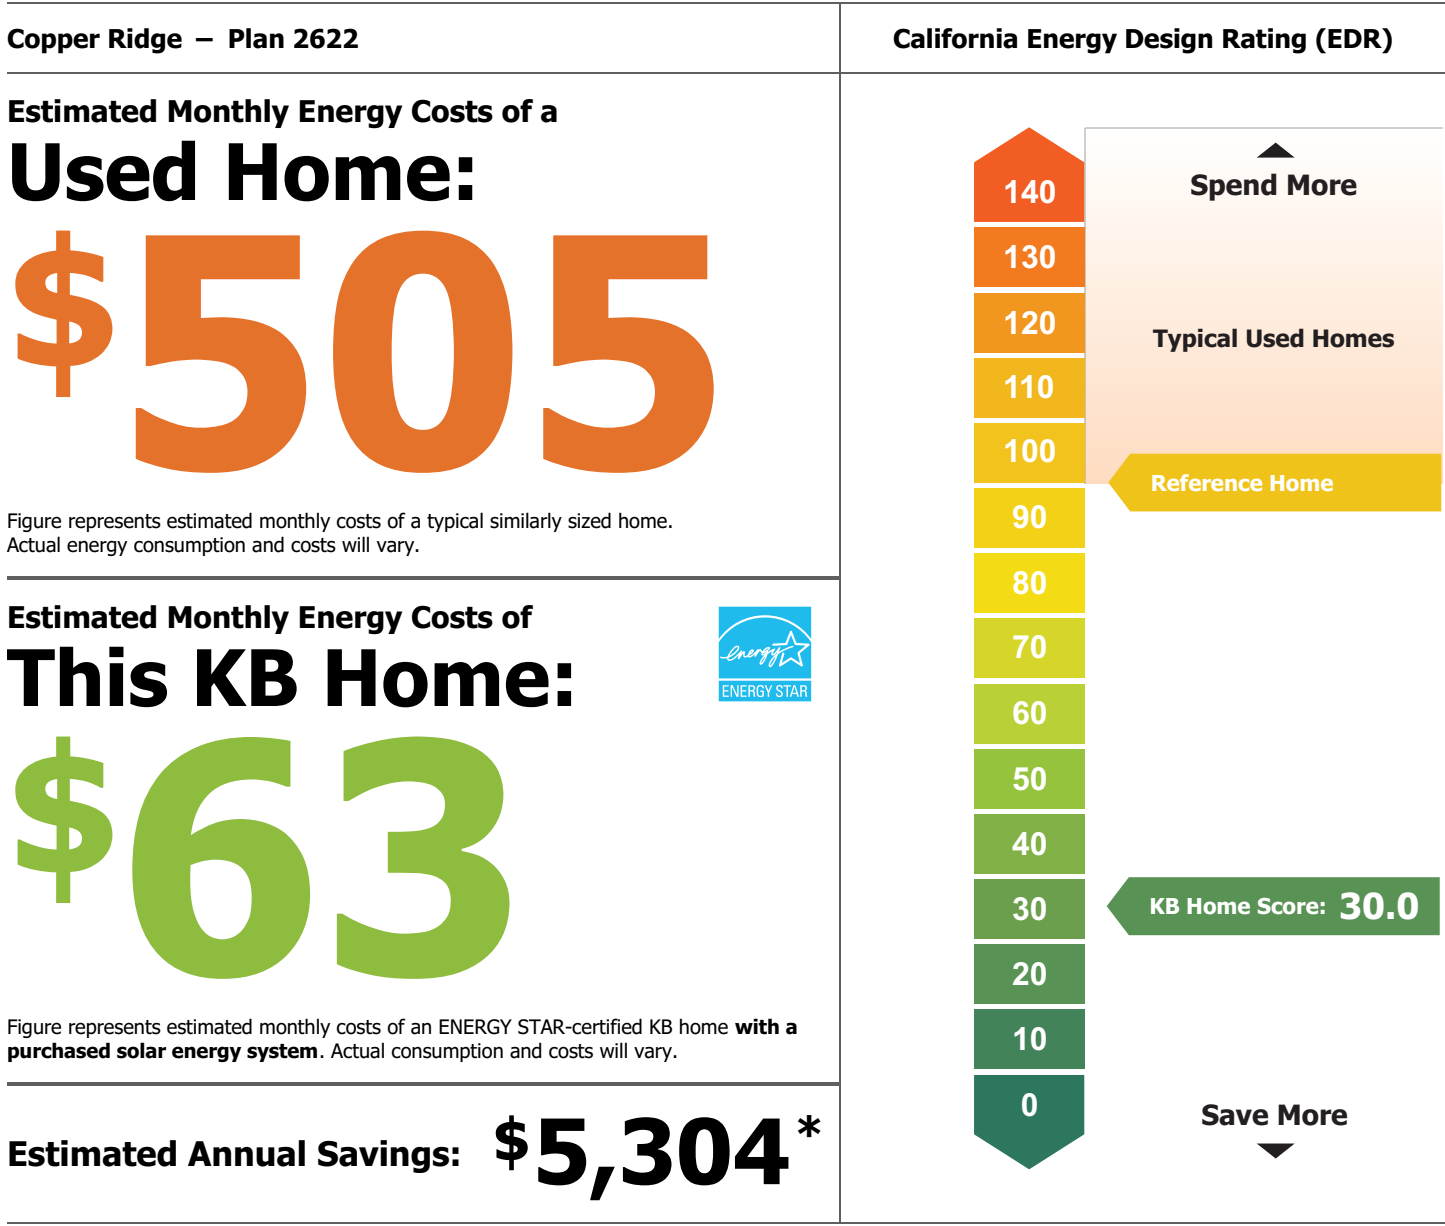 Copper Ridge – Plan 2622
Estimated Monthly Energy Costs of a
Used Home:
$505
Figure represents estimated monthly costs of a typical similarly sized home.
Actual energy consumption and costs will vary.
Estimated Monthly Energy Costs of
This KB Home:
energy
ENERGY STAR
$63
Figure represents estimated monthly costs of an ENERGY STAR-certified KB home with a
purchased solar energy system. Actual consumption and costs will vary.
Estimated Annual Savings: $5,304*
California Energy Design Rating (EDR)
140
130
120
110
100
90
80
70
60
50
40
30
20
10
0
Spend More
Typical Used Homes
Reference Home
KB Home Score: 30.0
Save More